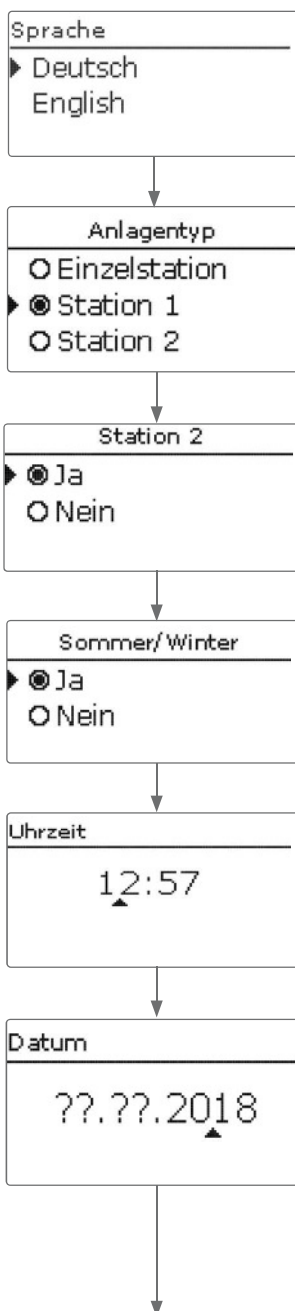 Sprache
Deutsch
English
Anlagentyp
Einzelstation
Station 1
Station 2
Station 2
Ja
Nein
Sommer/Winter
Ja
Nein
Uhrzeit
12:57
Datum
??.??.2018